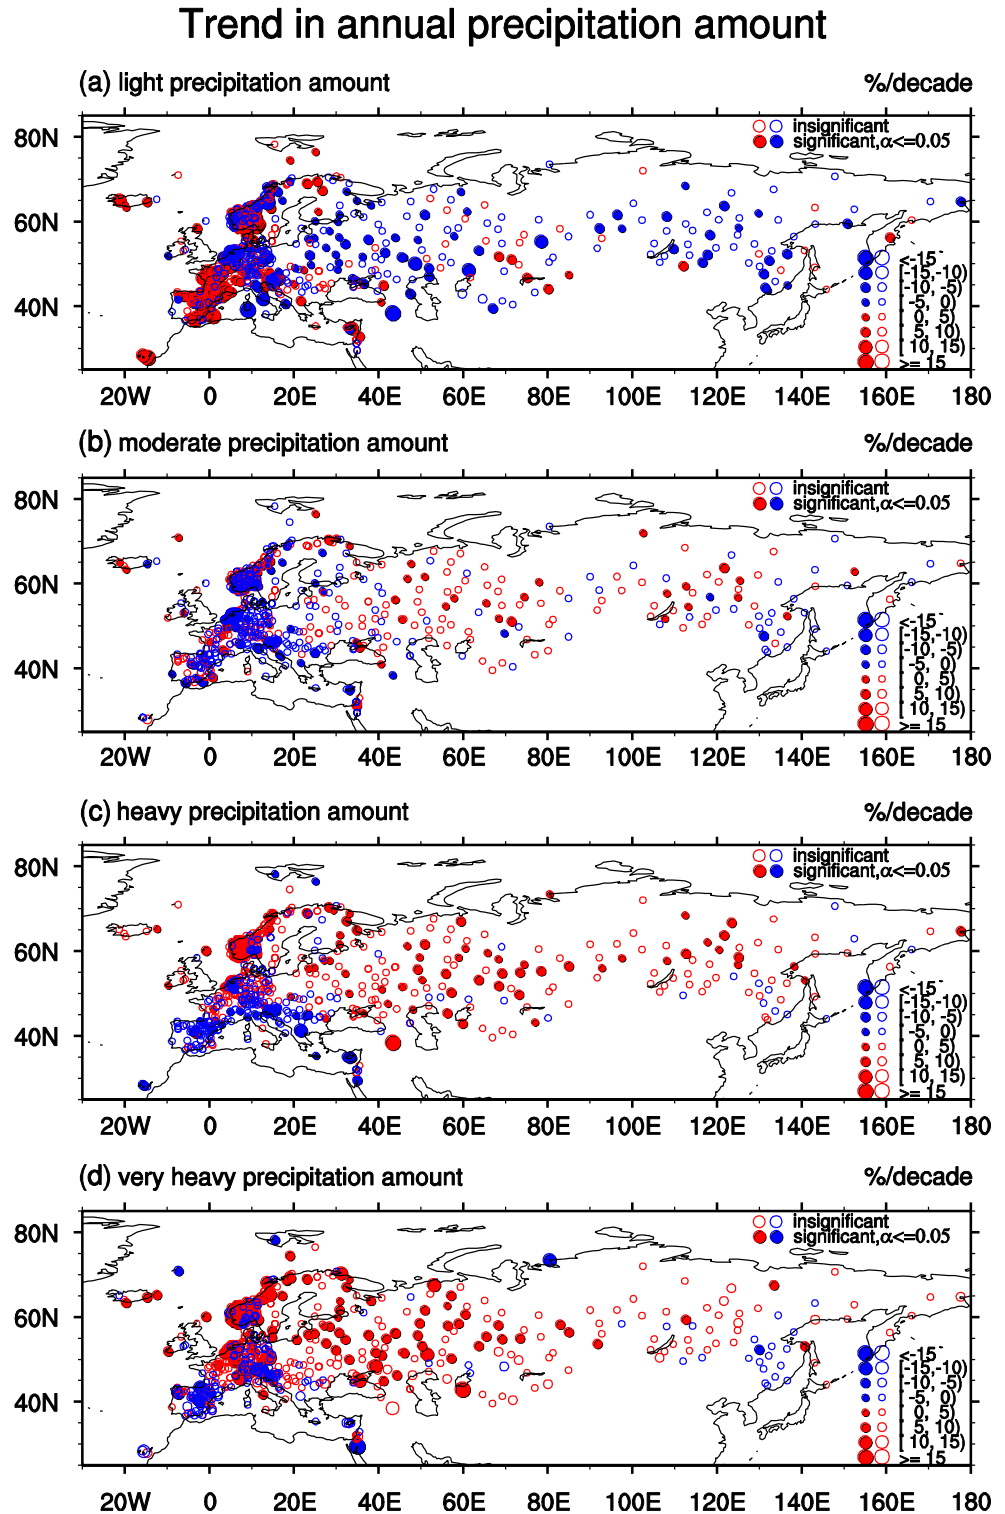 Trend in annual precipitation amount
(a) light precipitation amount %/decade
80N
60N
40N
insignificant
significant,α<=0.05
<-15
[-15,-10)
[-10, -5)
[-5, 0)
[ 0, 5)
[ 5, 10)
[ 10, 15)
>= 15
20W 0 20E 40E 60E 80E 100E 120E 140E 160E 180
(b) moderate precipitation amount %/decade
80N
60N
40N
insignificant
significant,α<=0.05
<-15
[-15,-10)
[-10, -5)
[-5, 0)
[ 0, 5)
[ 5, 10)
[ 10, 15)
>= 15
20W 0 20E 40E 60E 80E 100E 120E 140E 160E 180
(c) heavy precipitation amount %/decade
80N
60N
40N
insignificant
significant,α<=0.05
<-15
[-15,-10)
[-10, -5)
[-5, 0)
[ 0, 5)
[ 5, 10)
[ 10, 15)
>= 15
20W 0 20E 40E 60E 80E 100E 120E 140E 160E 180
(d) very heavy precipitation amount %/decade
80N
60N
40N
insignificant
significant,α<=0.05
<-15
[-15,-10)
[-10, -5)
[-5, 0)
[ 0, 5)
[ 5, 10)
[ 10, 15)
>= 15
20W 0 20E 40E 60E 80E 100E 120E 140E 160E 180